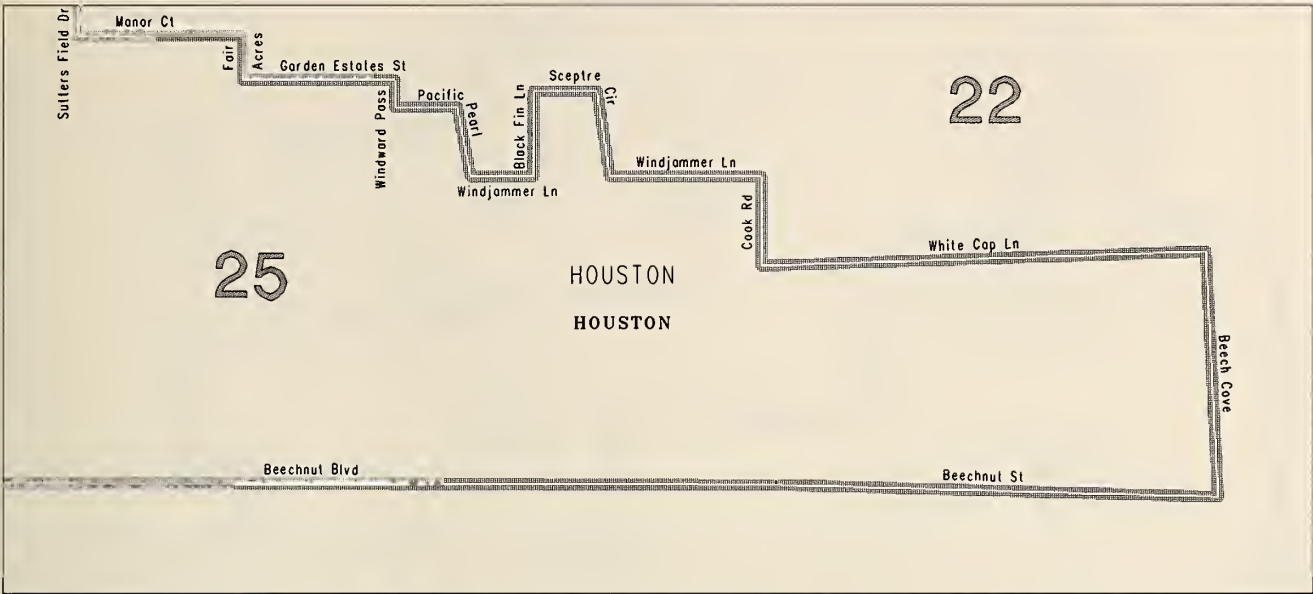 Manor Ct
Sutters Field Dr
Fair Acres
Garden Estates St
Windward Pass
Pacific Pearl
Windjammer Ln
Black Fin Ln
Sceptre Cir
Windjammer Ln
22
Cook Rd
White Cap Ln
25
HOUSTON
HOUSTON
Beech Cove
Beechnut Blvd
Beechnut St